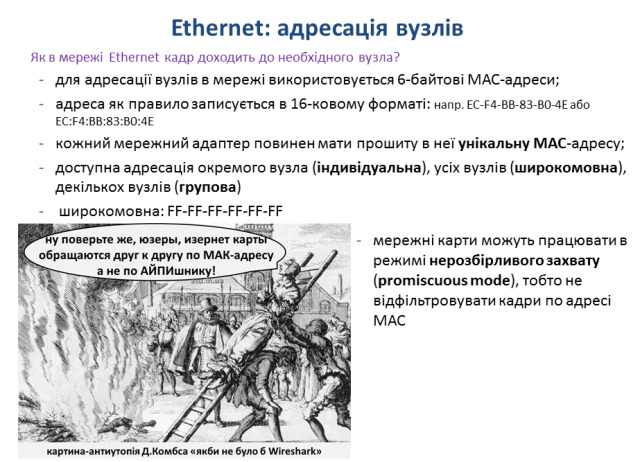 Ethernet: адресація вузлів
Як в мережі Ethernet кадр доходить до необхідного вузла?
- для адресації вузлів в мережі використовується 6-байтові MAC-адреси;
- адреса як правило записується в 16-ковому форматі: напр. EC-F4-BB-83-B0-4E або
EC:F4:BB:83:B0:4E
- кожний мережний адаптер повинен мати прошиту в неї унікальну MAC-адресу;
- доступна адресація окремого вузла (індивідуальна), усіх вузлів (широкомовна),
декількох вузлів (групова)
- широкомовна: FF-FF-FF-FF-FF-FF
ну поверьте же, юзеры, изернет карты
обращаются друг к другу по МАК-адресу
а не по АЙПИшнику!
картина-антиутопія Д.Комбса «якби не було б Wireshark»
- мережні карти можуть працювати в
режимі нерозбірливого захвату
(promiscuous mode), тобто не
відфільтровувати кадри по адресі
MAC